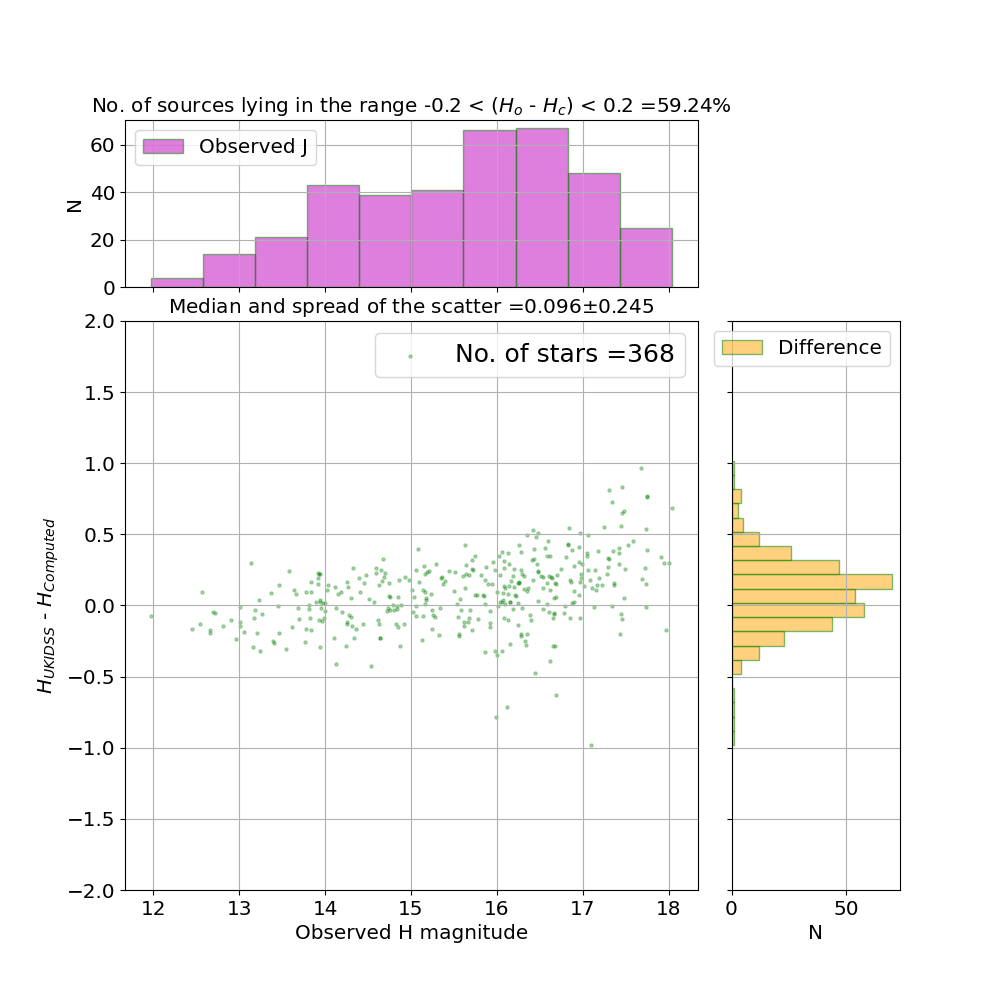 No. of sources lying in the range -0.2 < (H_o - H_c) < 0.2 =59.24%
Observed J
N
60
40
20
0
Median and spread of the scatter =0.096±0.245
No. of stars =368
Difference
H_UKIDSS - H_Computed
2.0
1.5
1.0
0.5
0.0
−0.5
−1.0
−1.5
−2.0
12 13 14 15 16 17 18
Observed H magnitude
0 50
N